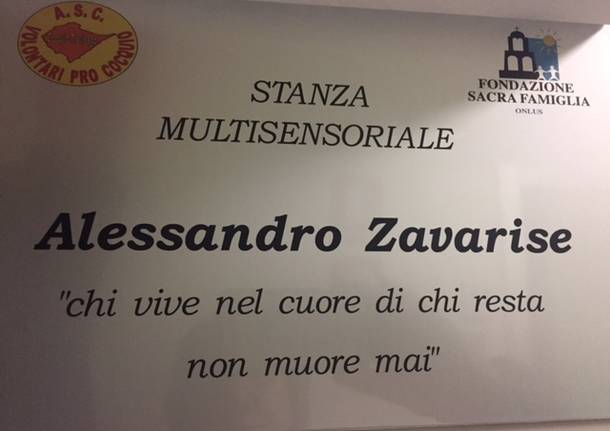 A. S. C.
VOLONTARI PRO COCQUIO
FONDAZIONE
SACRA FAMIGLIA
ONLUS
STANZA
MULTISENSORIALE
Alessandro Zavarise
"chi vive nel cuore di chi resta
non muore mai"